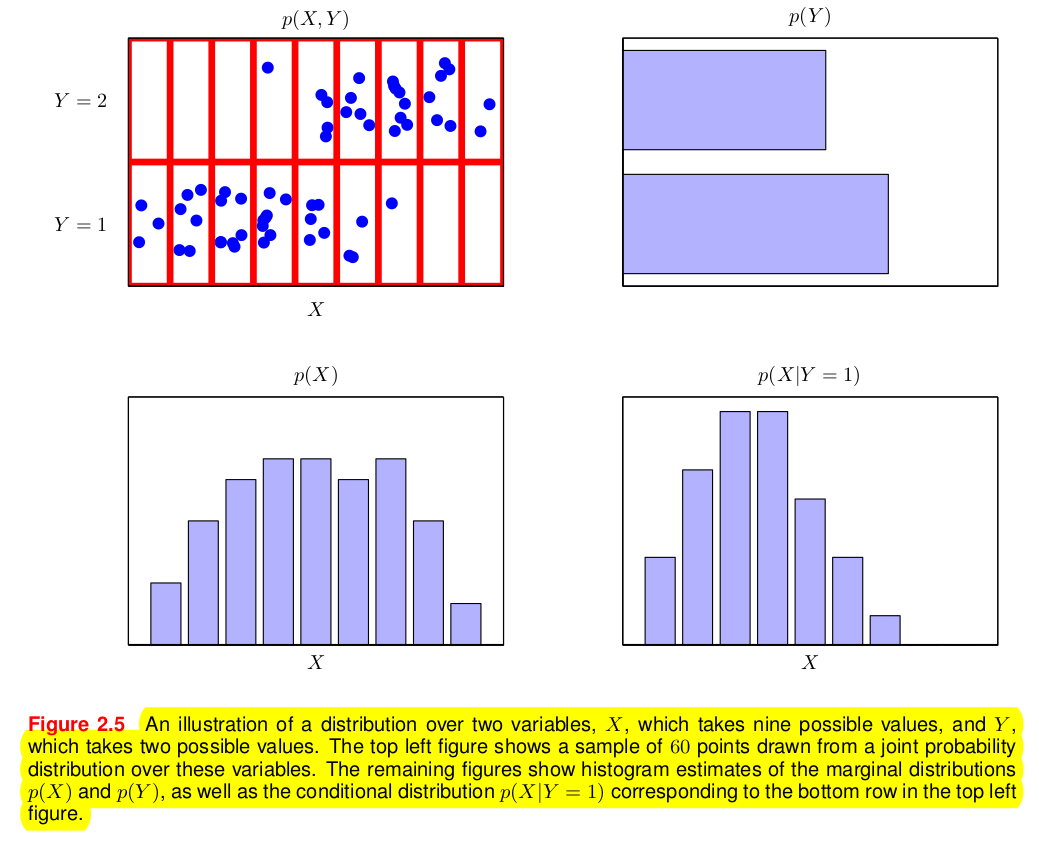 p(X, Y)
p(Y)
Y = 2
Y = 1
X
p(X)
p(X|Y = 1)
X
X
Figure 2.5 An illustration of a distribution over two variables, X, which takes nine possible values, and Y,
which takes two possible values. The top left figure shows a sample of 60 points drawn from a joint probability
distribution over these variables. The remaining figures show histogram estimates of the marginal distributions
p(X) and p(Y), as well as the conditional distribution p(X|Y = 1) corresponding to the bottom row in the top left
figure.